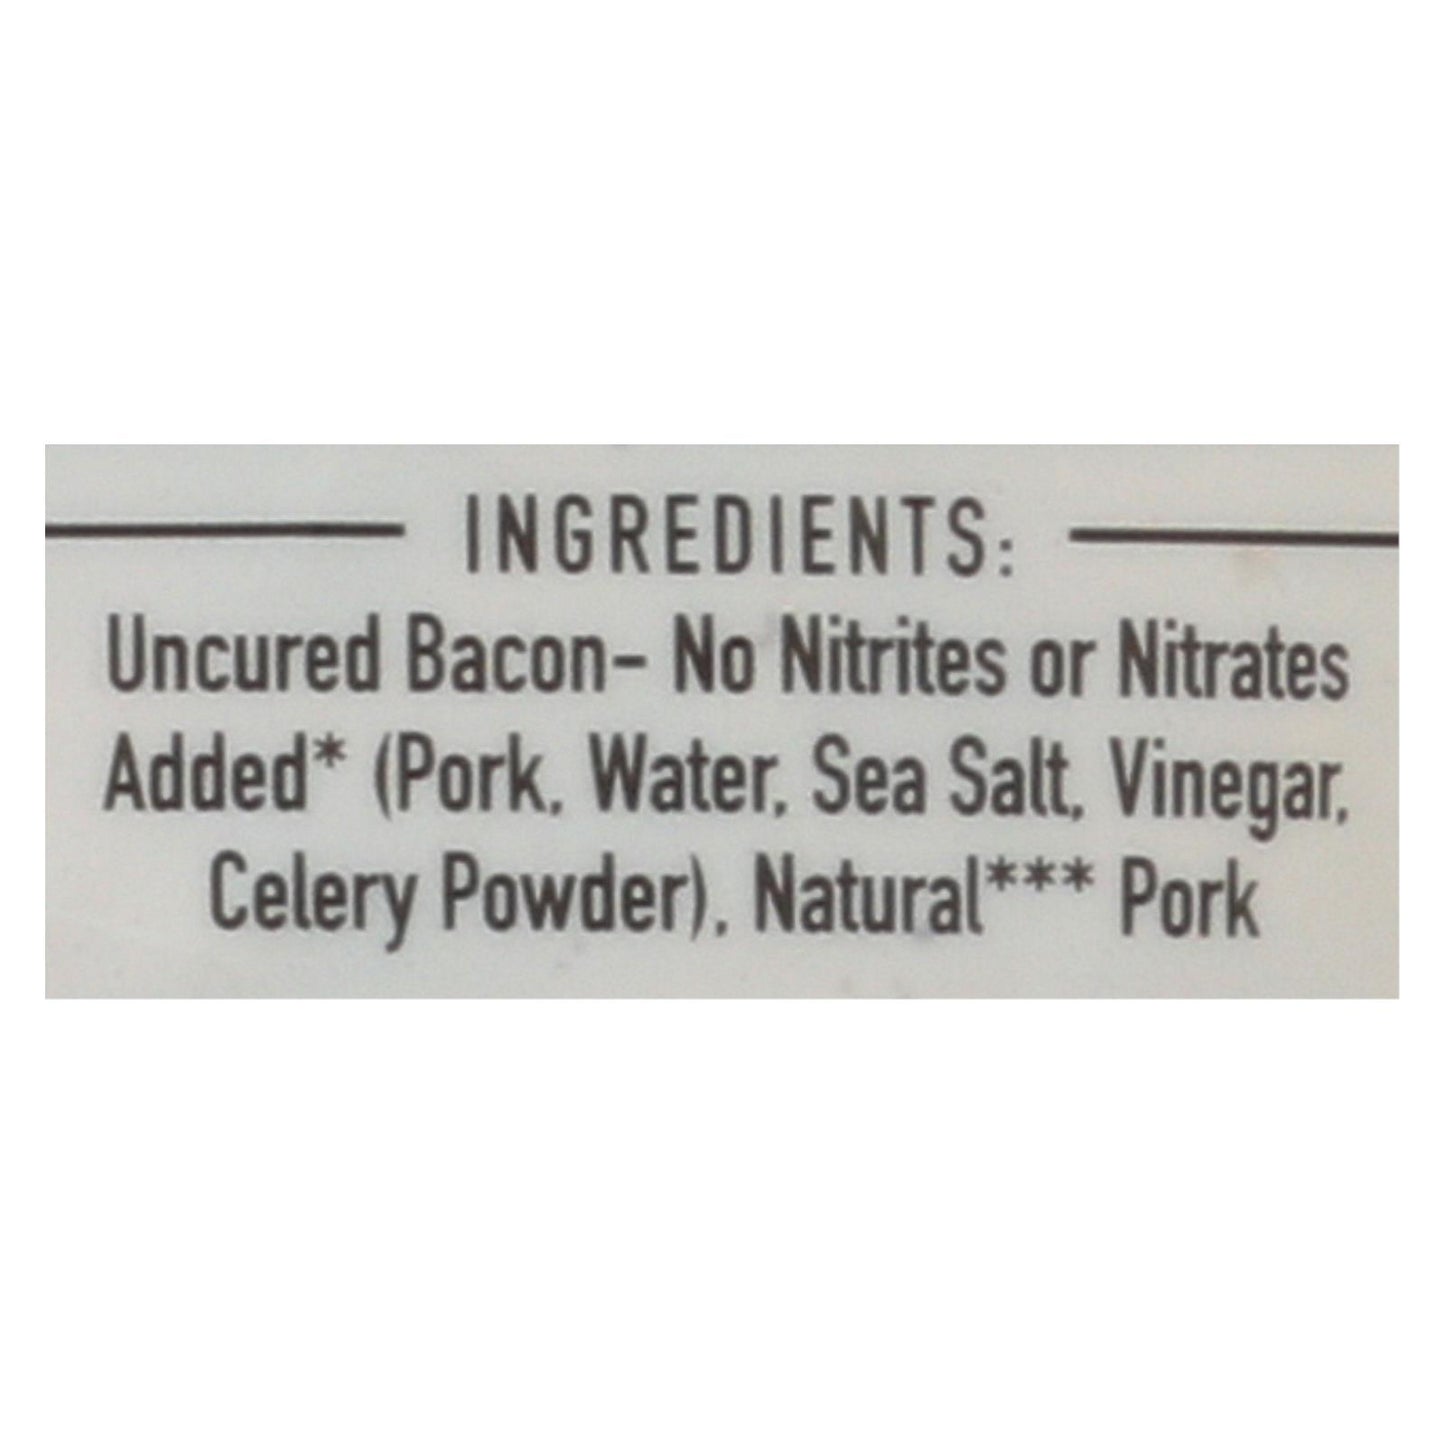 INGREDIENTS:
Uncured Bacon– No Nitrites or Nitrates
Added* (Pork, Water, Sea Salt, Vinegar,
Celery Powder), Natural*** Pork